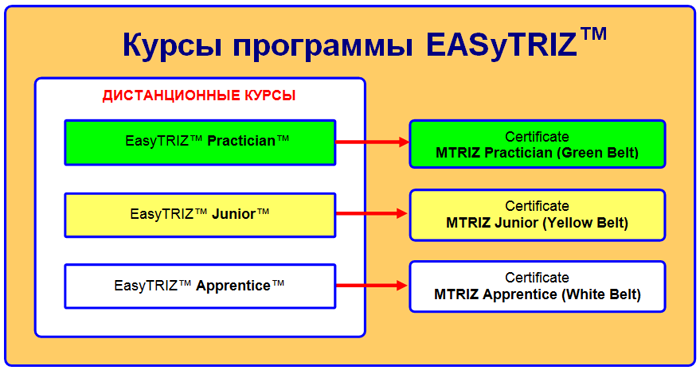 Курсы программы EASyTRIZ™
ДИСТАНЦИОННЫЕ КУРСЫ
EasyTRIZ™ Practician™
Certificate
MTRIZ Practician (Green Belt)
EasyTRIZ™ Junior™
Certificate
MTRIZ Junior (Yellow Belt)
EasyTRIZ™ Apprentice™
Certificate
MTRIZ Apprentice (White Belt)